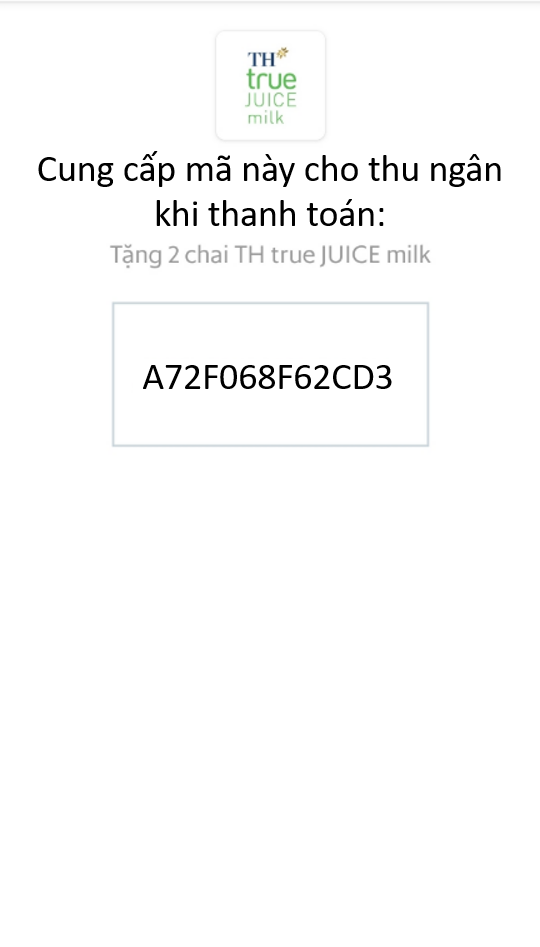 TH
true
JUICE
milk
Cung cấp mã này cho thu ngân
khi thanh toán:
Tặng 2 chai TH true JUICE milk
A72F068F62CD3